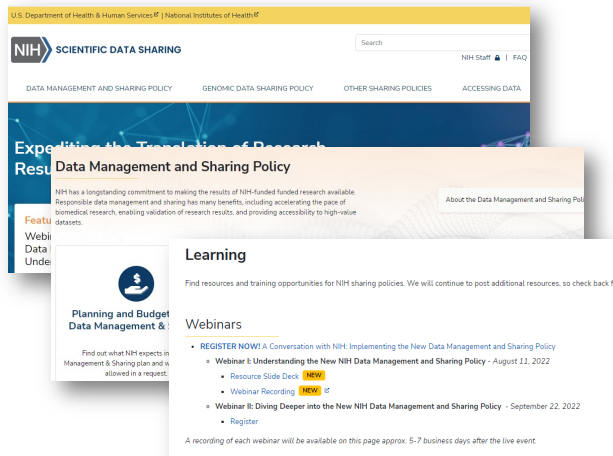 U.S. Department of Health & Human Services | National Institutes of Health
NIH SCIENTIFIC DATA SHARING
Search
NIH Staff | FAQ
DATA MANAGEMENT AND SHARING POLICY GENOMIC DATA SHARING POLICY OTHER SHARING POLICIES ACCESSING DATA
Expediting the Translation of Research
Resu
Featu
Webi
Data
Unde
Data Management and Sharing Policy
NIH has a longstanding commitment to making the results of NIH-funded funded research available.
Responsible data management and sharing has many benefits, including accelerating the pace of
biomedical research, enabling validation of research results, and providing accessibility to high-value
datasets.
About the Data Management and Sharing Poli
Planning and Budget
Data Management & S
Find out what NIH expects in
Management & Sharing plan and w
allowed in a request.
Learning
Find resources and training opportunities for NIH sharing policies. We will continue to post additional resources, so check back f
Webinars
• REGISTER NOW! A Conversation with NIH: Implementing the New Data Management and Sharing Policy
Webinar I: Understanding the New NIH Data Management and Sharing Policy - August 11, 2022
Resource Slide Deck NEW
Webinar Recording NEW
Webinar II: Diving Deeper into the New NIH Data Management and Sharing Policy - September 22, 2022
Register
A recording of each webinar will be available on this page approx. 5-7 business days after the live event.